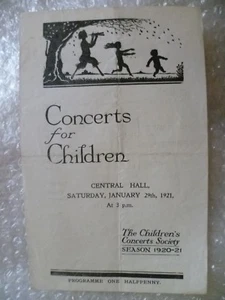 Concerts
for
Children
CENTRAL HALL,
SATURDAY, JANUARY 29th, 1921,
At 3 p.m.
The Children's
Concerts Society
SEASON 1920-21
PROGRAMME ONE HALFPENNY.